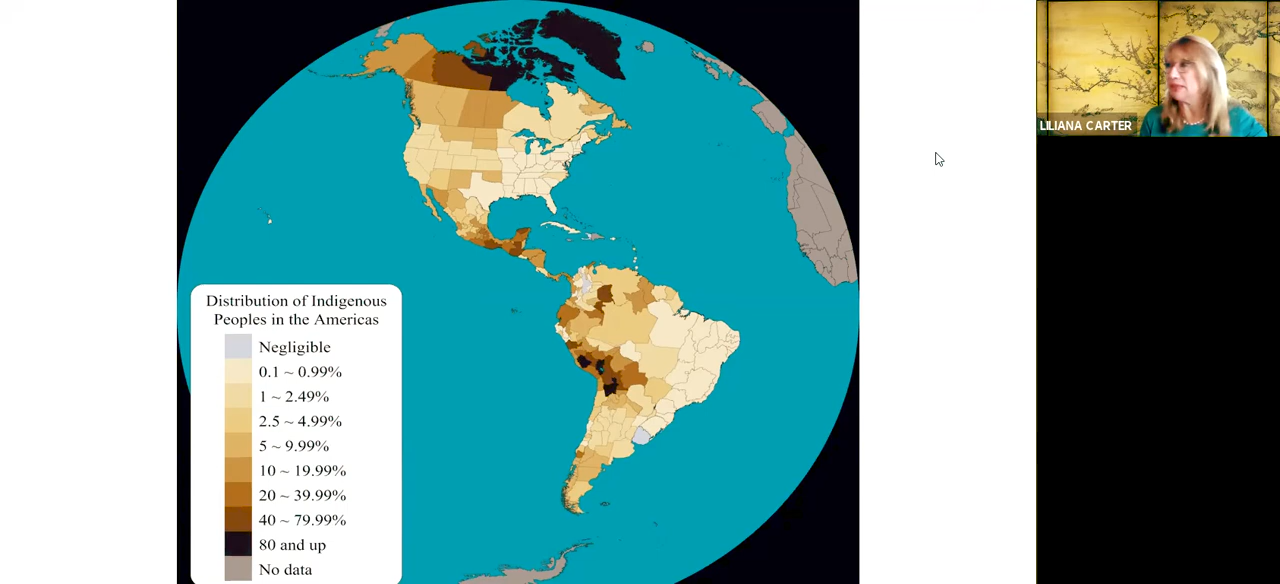 LILIANA CARTER
Distribution of Indigenous
Peoples in the Americas
Negligible
0.1 ~ 0.99%
1 ~ 2.49%
2.5 ~ 4.99%
5 ~ 9.99%
10 ~ 19.99%
20 ~ 39.99%
40 ~ 79.99%
80 and up
No data